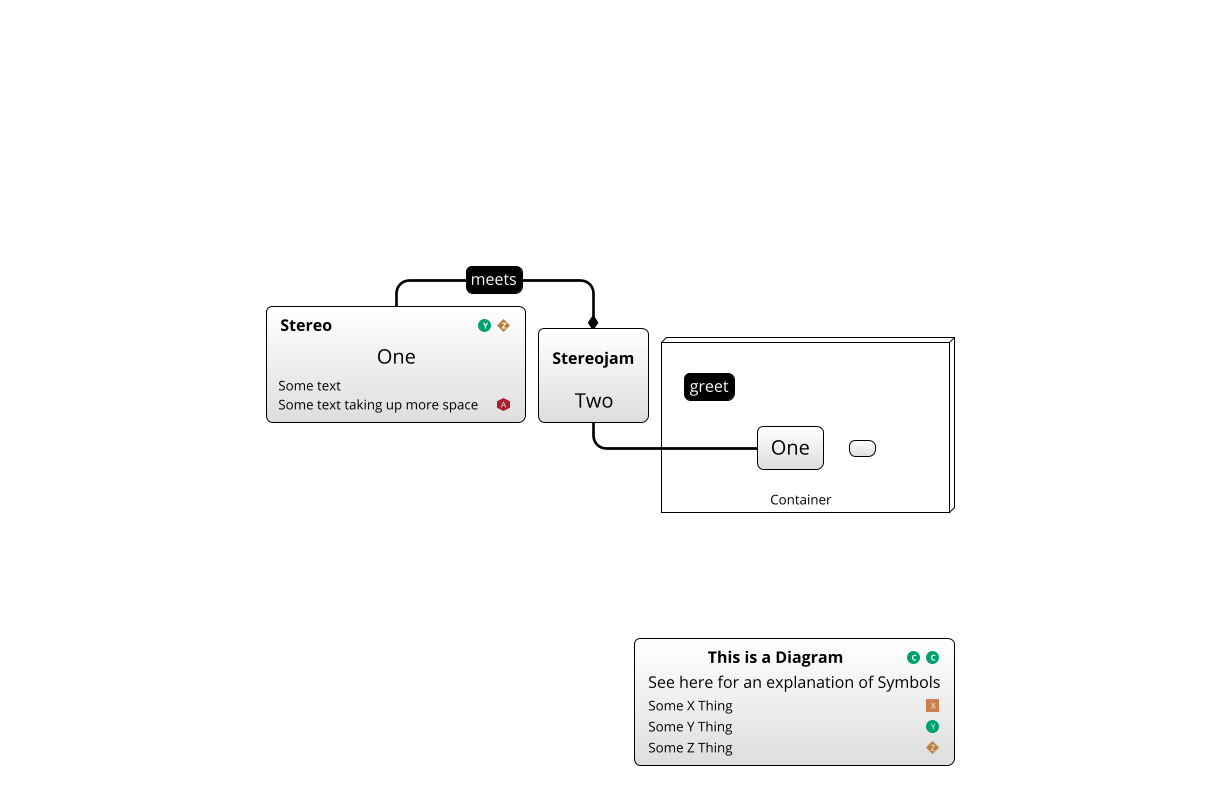 meets
Stereo Y Z
One
Some text
Some text taking up more space A
Stereojam
Two
greet
One
Container
This is a Diagram C C
See here for an explanation of Symbols
Some X Thing X
Some Y Thing Y
Some Z Thing Z